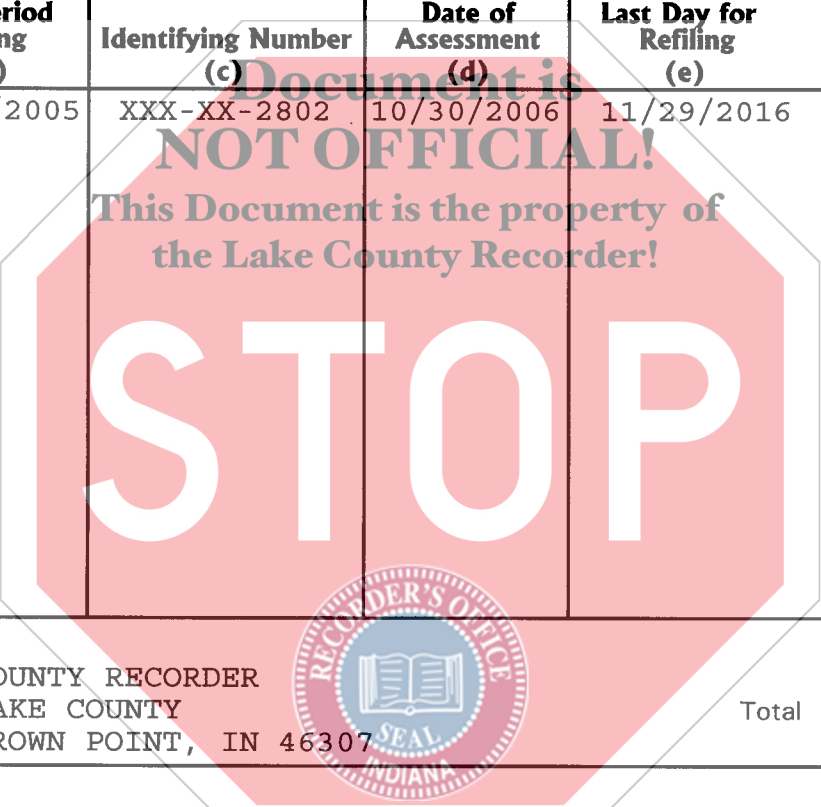 eriod
ng
)
Identifying Number
(c)
Date of
Assessment
(d)
Last Day for
Refiling
(e)
/2005 XXX-XX-2802 10/30/2006 11/29/2016
Document is
NOT OFFICIAL!
This Document is the property of
the Lake County Recorder!
STOP
OUNTY RECORDER
AKE COUNTY
ROWN POINT, IN 46307
Total
RECORDER'S OFFICE
SEAL
INDIANA